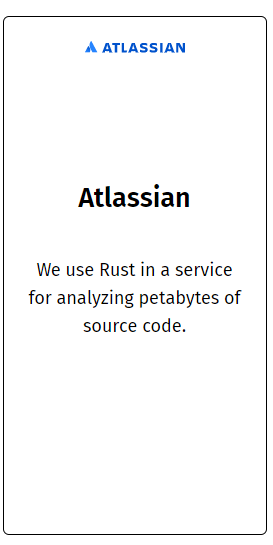 ATLASSIAN
Atlassian
We use Rust in a service
for analyzing petabytes of
source code.